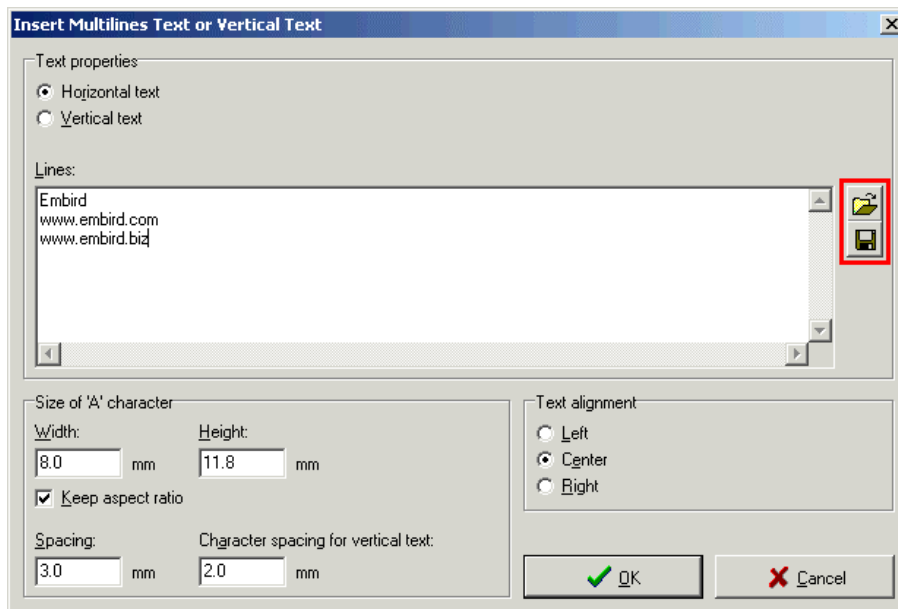 Insert Multilines Text or Vertical Text
Text properties
Horizontal text
Vertical text
Lines:
Embird
www.embird.com
www.embird.biz
Size of 'A' character
Width: Height:
8.0 mm 11.8 mm
Keep aspect ratio
Spacing: Character spacing for vertical text:
3.0 mm 2.0 mm
Text alignment
Left
Center
Right
OK Cancel